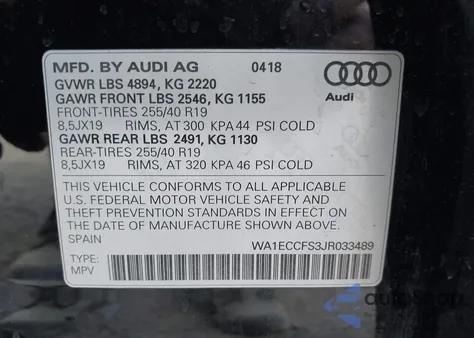 MFD. BY AUDI AG 0418
GVWR LBS 4894, KG 2220
GAWR FRONT LBS 2546, KG 1155
FRONT-TIRES 255/40 R19
8,5JX19 RIMS, AT 300 KPA 44 PSI COLD
GAWR REAR LBS 2491, KG 1130
REAR-TIRES 255/40 R19
8,5JX19 RIMS, AT 320 KPA 46 PSI COLD
Audi
THIS VEHICLE CONFORMS TO ALL APPLICABLE
U.S. FEDERAL MOTOR VEHICLE SAFETY AND
THEFT PREVENTION STANDARDS IN EFFECT ON
THE DATE OF MANUFACTURE SHOWN ABOVE.
SPAIN WA1ECCFS3JR033489
TYPE:
MPV